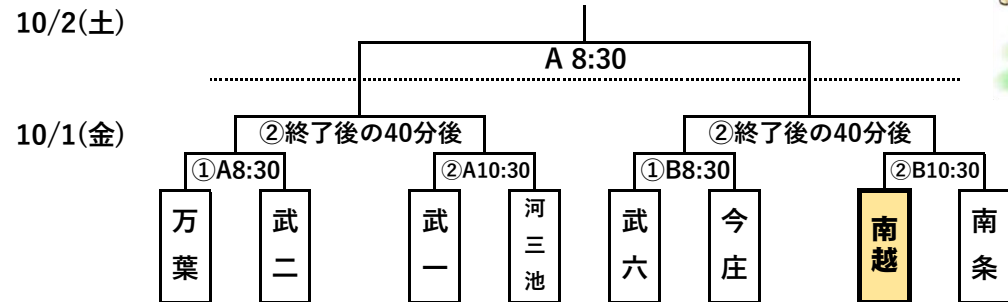 10/2(土)
A 8:30
10/1(金)
②終了後の40分後
②終了後の40分後
①A8:30
②A10:30
①B8:30
②B10:30
万葉
武二
武一
河三池
武六
今庄
南越
南条